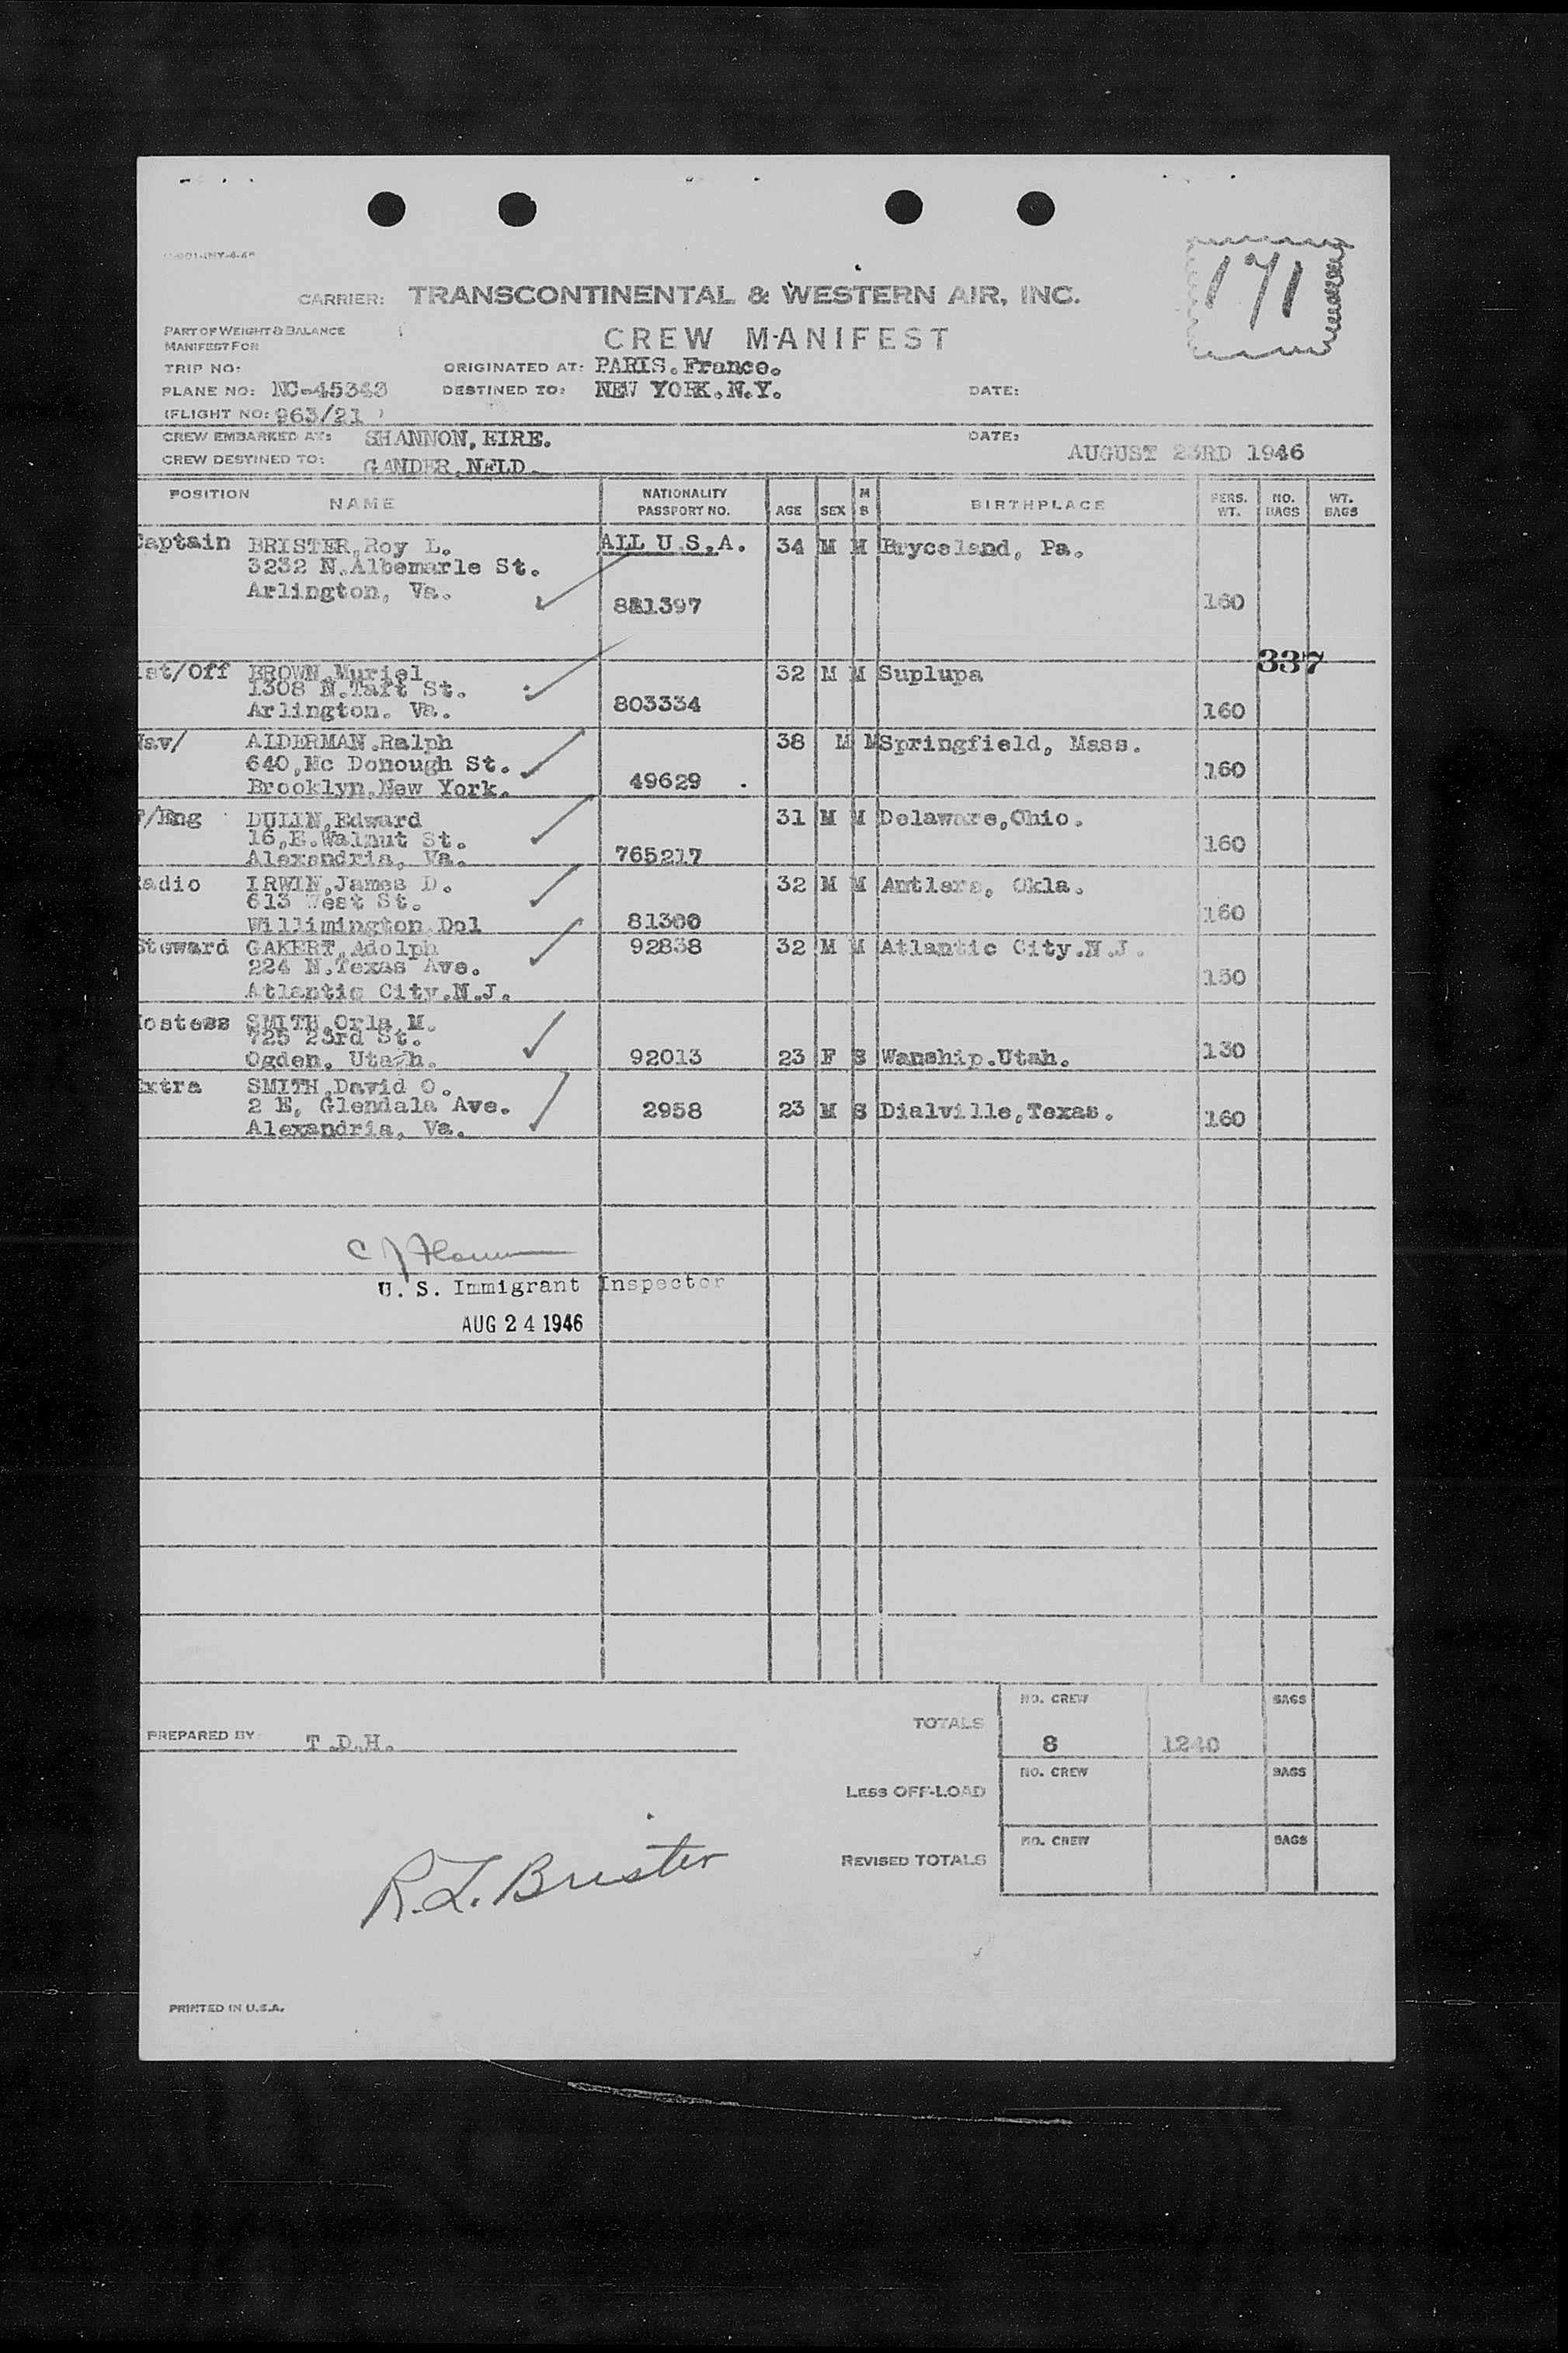 171
CARRIER: TRANSCONTINENTAL & WESTERN AIR, INC.
PART OF WEIGHT & BALANCE
MANIFEST FOR
CREW MANIFEST
TRIP NO:
ORIGINATED AT: PARIS.France.
PLANE NO: NC-45343
DESTINED TO: NEW YORK.N.Y.
DATE:
(FLIGHT NO: 963/21 )
CREW EMBARKED AT: SHANNON, EIRE.
DATE: AUGUST 23RD 1946
CREW DESTINED TO: GANDER, NFLD.
POSITION NAME NATIONALITY PASSPORT NO. AGE SEX M S BIRTHPLACE PERS. WT. NO. BAGS WT. BAGS
Captain BRISTER, Roy L. ALL U.S.A. 34 M M Bryceland, Pa.
3232 N.Albemarle St.
Arlington, Va. 821397 160
337
1st/Off BROWN, Muriel 32 M M Suplupa
1308 N.Taft St.
Arlington. Va. 803334 160
Nav/ ALDERMAN.Ralph 38 M M Springfield, Mass.
640, Mc Donough St.
Brooklyn, New York. 49629 . 160
F/Eng DULIN, Edward 31 M M Delaware, Ohio.
16, E. Walnut St.
Alexandria, Va. 765217 160
Radio IRWIN, James D. 32 M M Antlers, Okla.
613 West St.
Willimington, Del 81300 160
Steward GAKERT, Adolph 92838 32 M M Atlantic City.N.J.
224 N.Texas Ave.
Atlantic City.N.J. 150
Hostess SMITH, Orla M.
725 23rd St.
Ogden. Utah. 92013 23 F S Wanship.Utah. 130
Extra SMITH, David O.
2 E, Glendala Ave. 2958 23 M S Dialville, Texas. 160
Alexandria, Va.
U. S. Immigrant Inspector
AUG 24 1946
TOTALS NO. CREW 8 1240 BAGS
PREPARED BY: T.D.H.
LESS OFF-LOAD NO. CREW BAGS
REVISED TOTALS NO. CREW BAGS
R.L. Brister
PRINTED IN U.S.A.